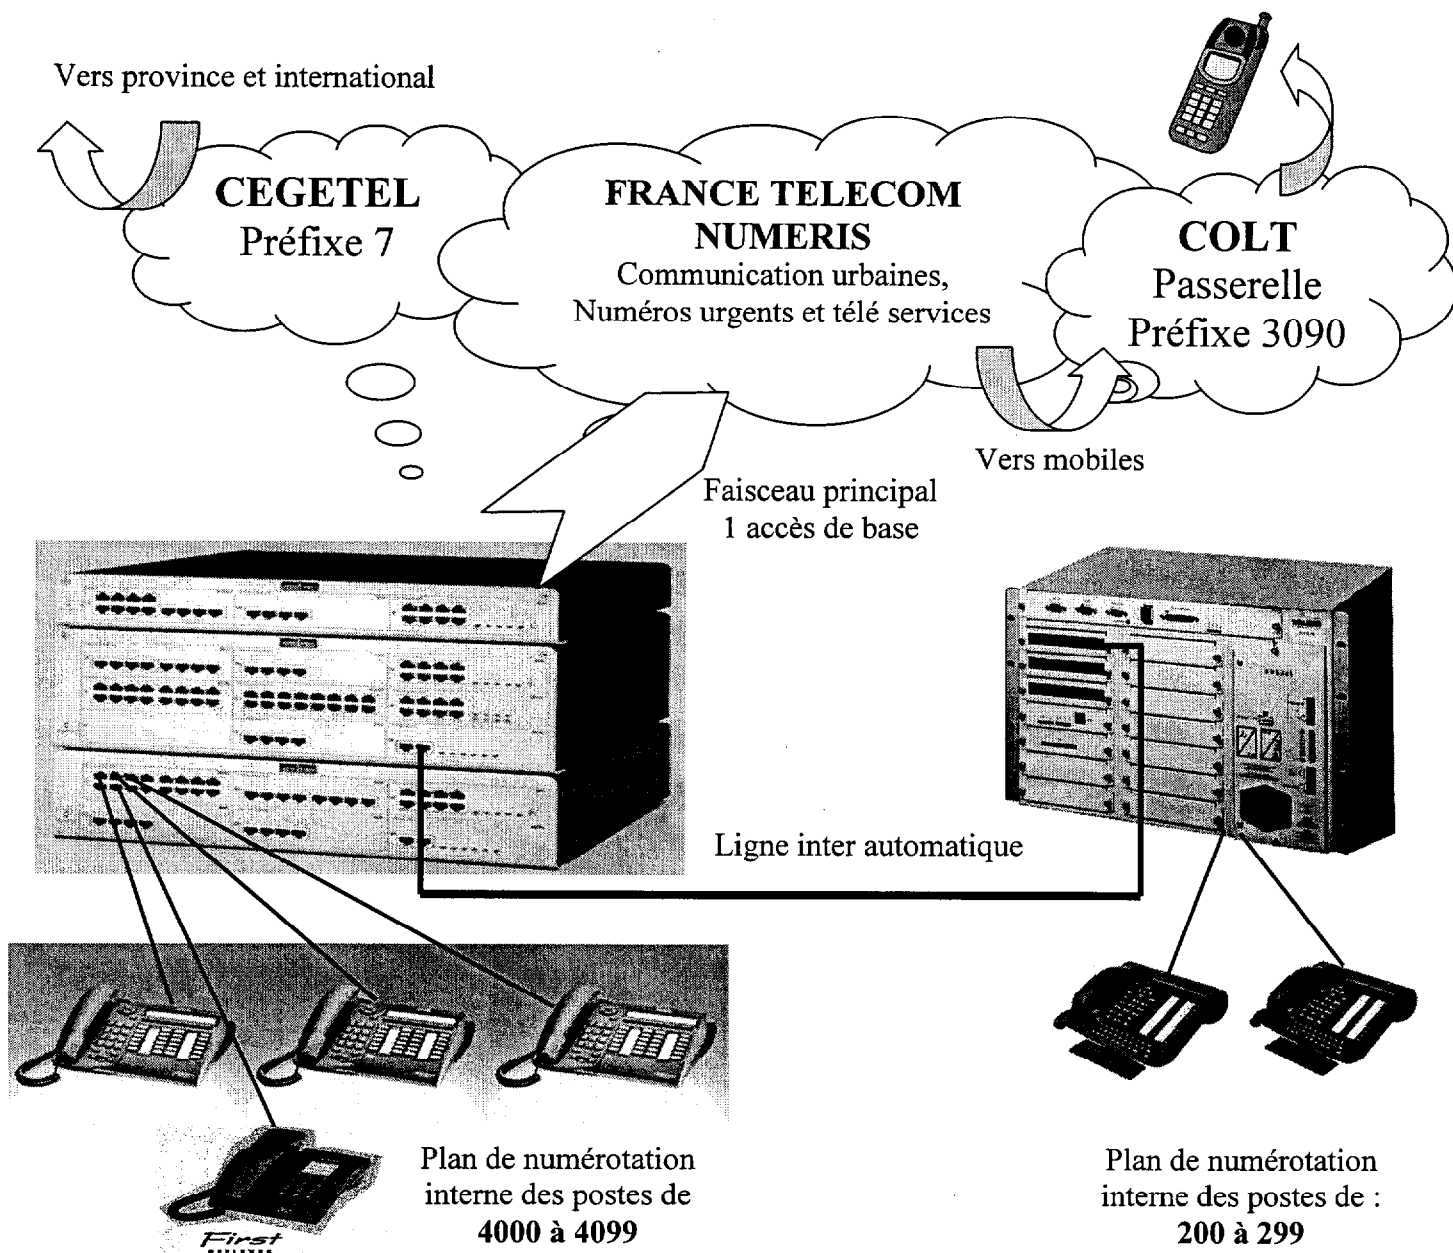 Vers province et international
CEGETEL
Préfixe 7
FRANCE TELECOM
NUMERIS
Communication urbaines,
Numéros urgents et télé services
COLT
Passerelle
Préfixe 3090
Vers mobiles
Faisceau principal
1 accès de base
Ligne inter automatique
Plan de numérotation
interne des postes de
4000 à 4099
First
Plan de numérotation
interne des postes de :
200 à 299